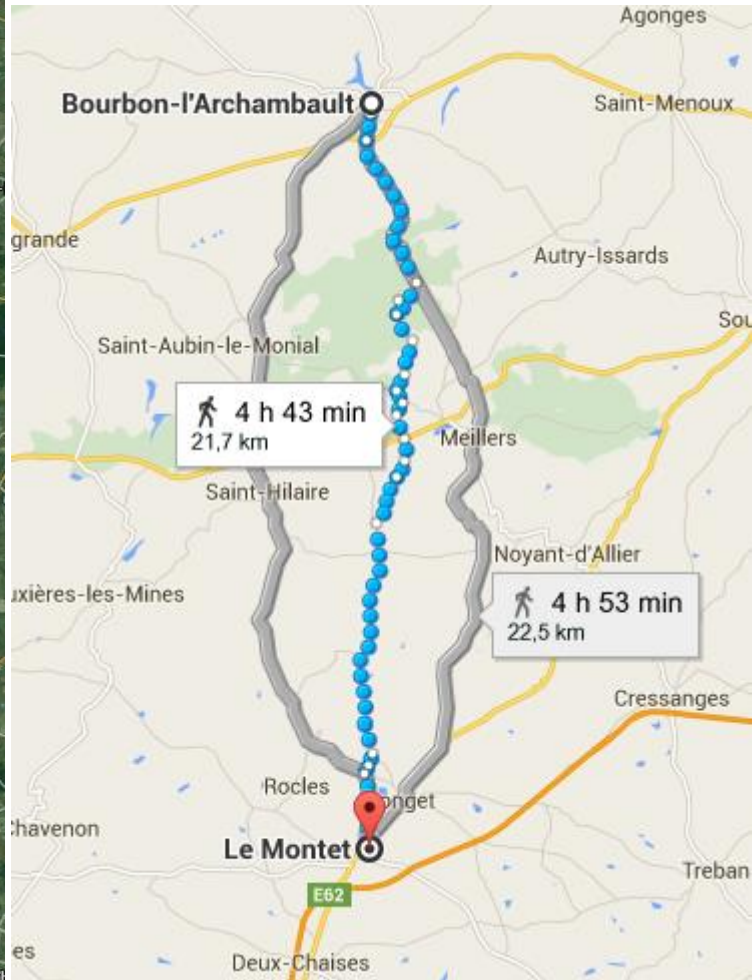 Agonges
Bourbon-l'Archambault
Saint-Menoux
grande
Autry-Issards
Sou
Saint-Aubin-le-Monial
4 h 43 min
21,7 km
Meillers
Saint-Hilaire
Noyant-d'Allier
uxières-les-Mines
4 h 53 min
22,5 km
Cressanges
Rocles
onget
Chavenon
Le Montet
Treban
E62
es
Deux-Chaises